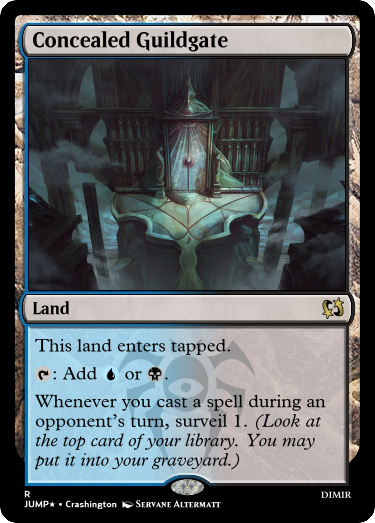 Concealed Guildgate
Land
This land enters tapped.
: Add or .
Whenever you cast a spell during an
opponent's turn, surveil 1. (Look at
the top card of your library. You may
put it into your graveyard.)
R
DIMIR
JUMP★ • Crashington SERVANE ALTERMATT